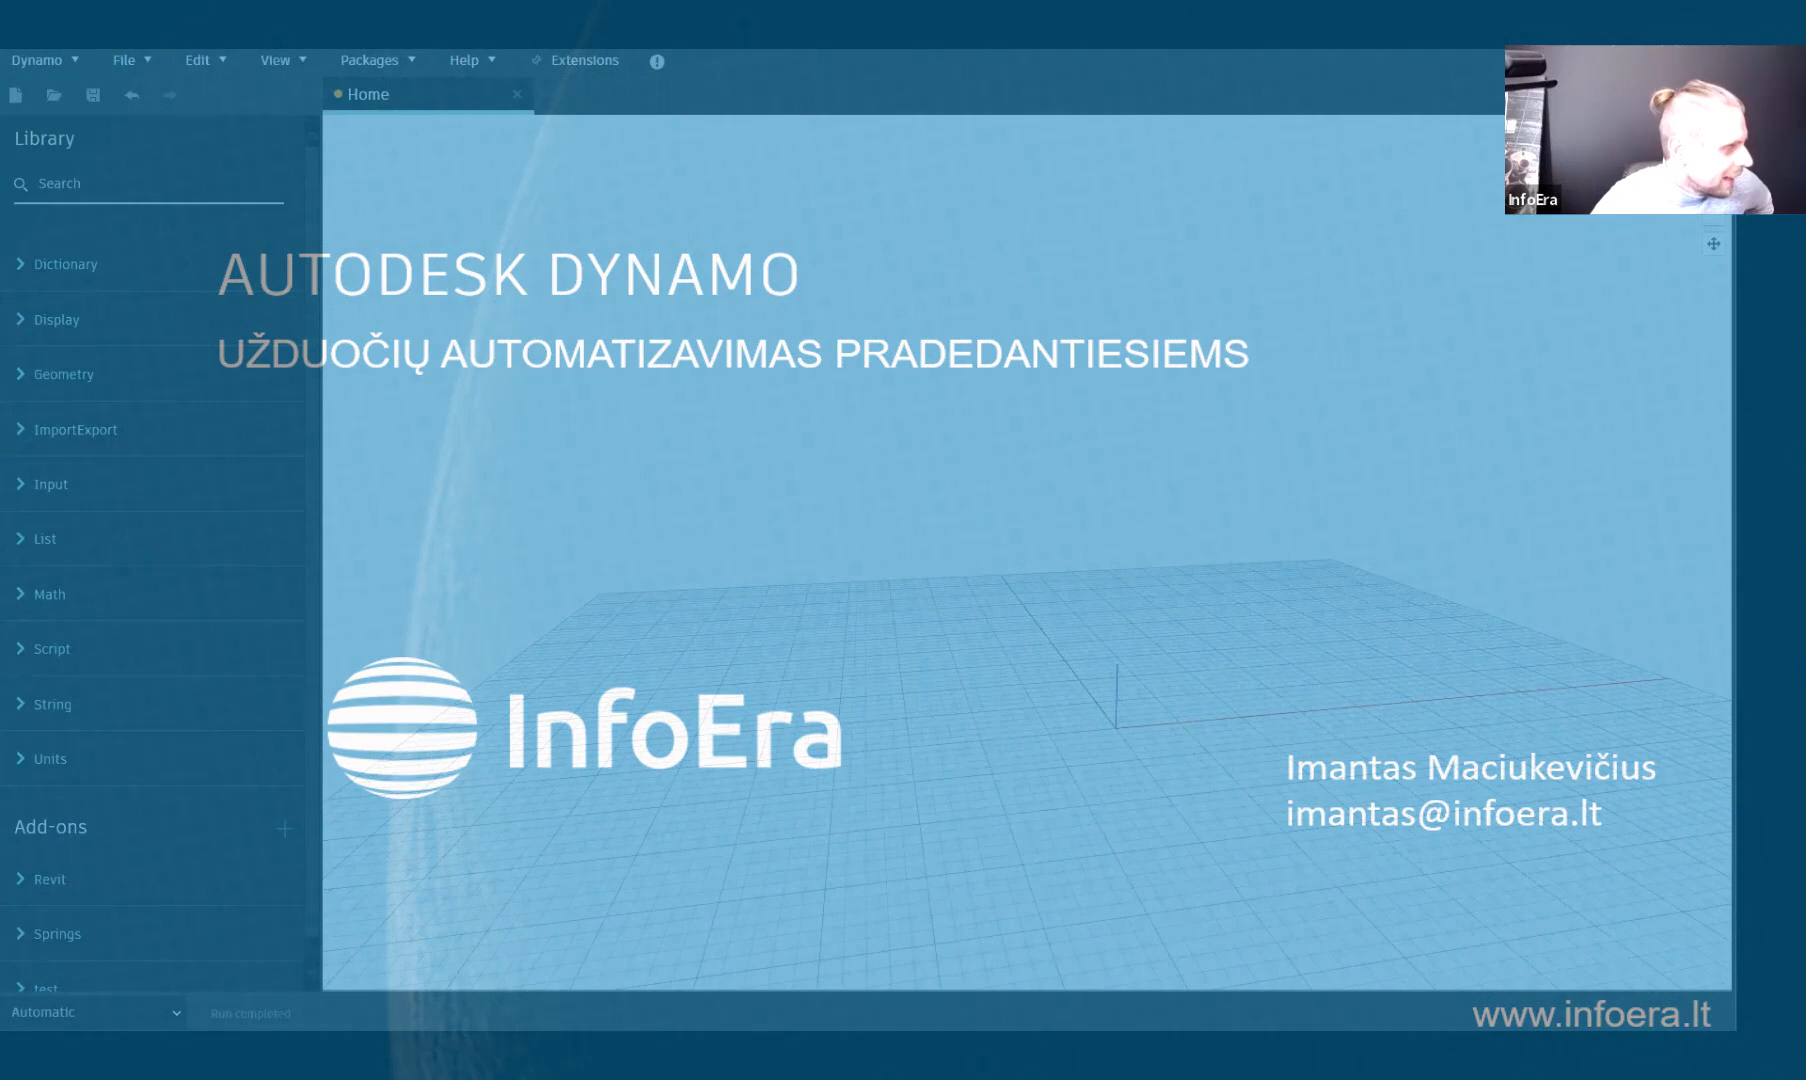 Dynamo File Edit View Packages Help Extensions
Home
Library
Search
Dictionary
Display
Geometry
ImportExport
Input
List
Math
Script
String
Units
Add-ons
Revit
Springs
test
Automatic
Run completed
AUTODESK DYNAMO
UŽDUOČIŲ AUTOMATIZAVIMAS PRADEDANTIESIEMS
InfoEra
InfoEra
Imantas Maciukevičius
imantas@infoera.lt
www.infoera.lt